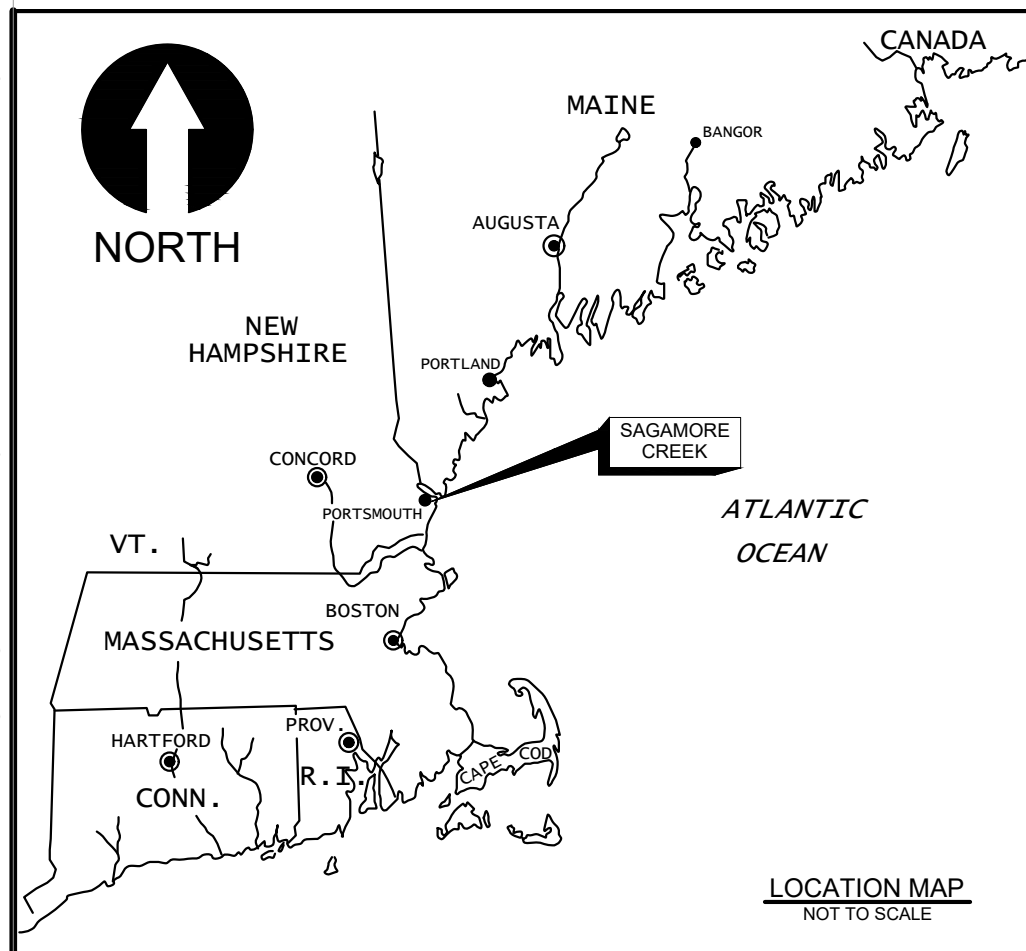 CANADA
MAINE
BANGOR
NORTH
AUGUSTA
NEW
HAMPSHIRE
PORTLAND
SAGAMORE
CREEK
CONCORD
PORTSMOUTH
ATLANTIC
OCEAN
VT.
BOSTON
MASSACHUSETTS
PROV.
HARTFORD
R.I.
CAPE COD
CONN.
LOCATION MAP
NOT TO SCALE